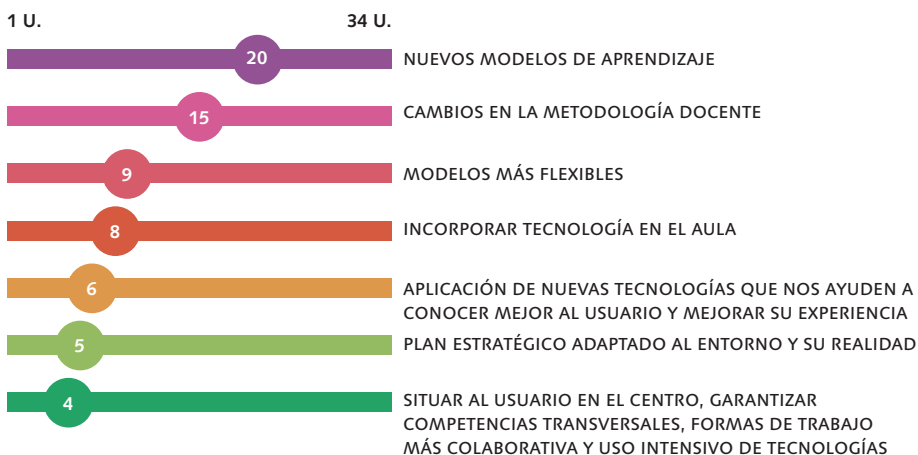 1 U.
34 U.
20
NUEVOS MODELOS DE APRENDIZAJE
15
CAMBIOS EN LA METODOLOGÍA DOCENTE
9
MODELOS MÁS FLEXIBLES
8
INCORPORAR TECNOLOGÍA EN EL AULA
6
APLICACIÓN DE NUEVAS TECNOLOGÍAS QUE NOS AYUDEN A
CONOCER MEJOR AL USUARIO Y MEJORAR SU EXPERIENCIA
5
PLAN ESTRATÉGICO ADAPTADO AL ENTORNO Y SU REALIDAD
4
SITUAR AL USUARIO EN EL CENTRO, GARANTIZAR
COMPETENCIAS TRANSVERSALES, FORMAS DE TRABAJO
MÁS COLABORATIVA Y USO INTENSIVO DE TECNOLOGÍAS